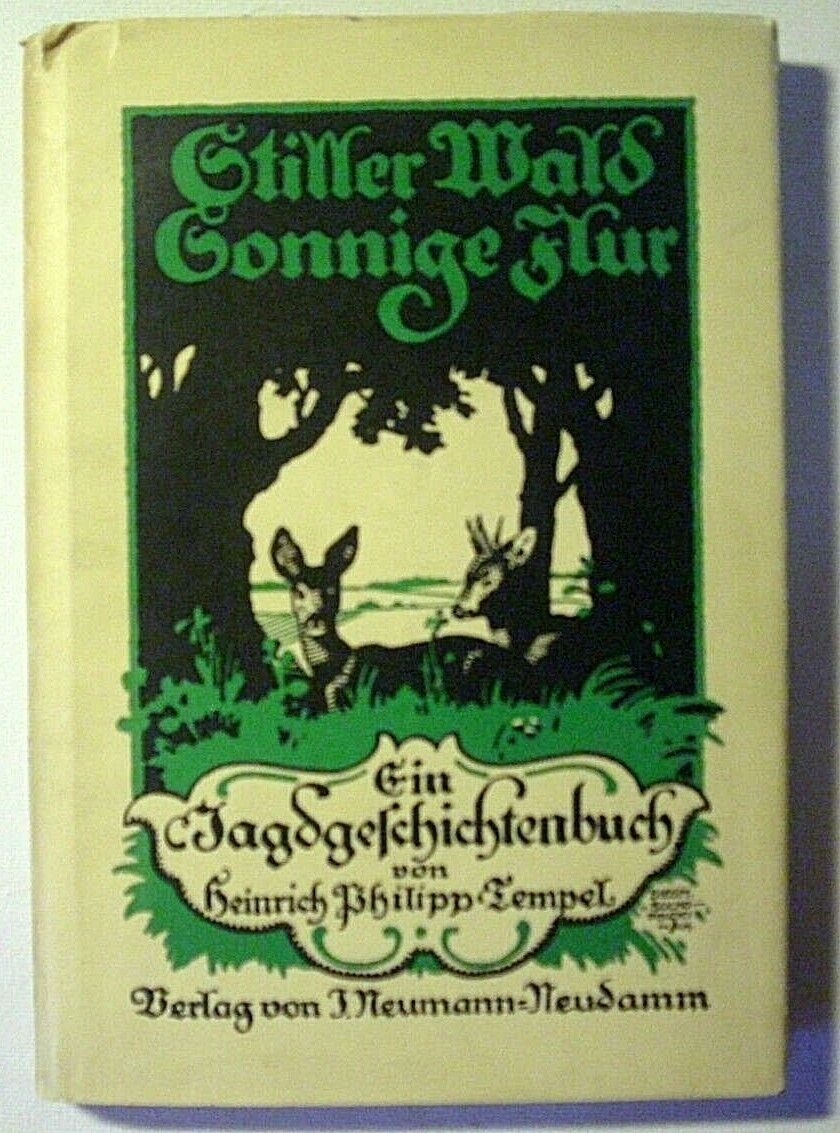 Stiller Wald
Sonnige Flur
Ein
Jagdgeschichtenbuch
von
Heinrich Philipp Tempel
Verlag von J. Neumann=Neudamm